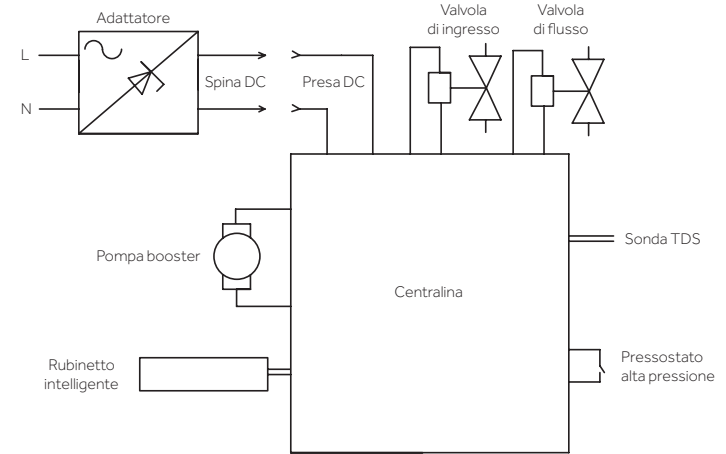 Adattatore
Valvola
di ingresso
Valvola
di flusso
L
Spina DC
Presa DC
N
Sonda TDS
Pompa booster
Centralina
Rubinetto
intelligente
Pressostato
alta pressione